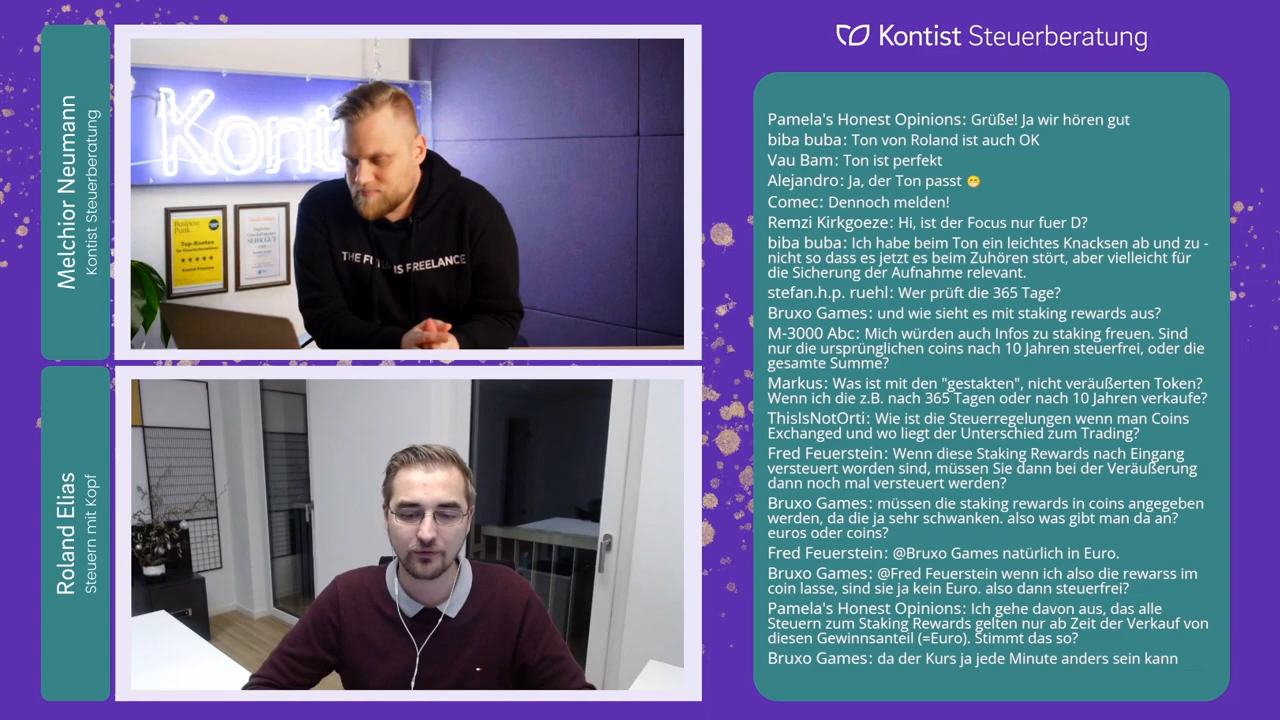 Melchior Neumann
Kontist Steuerberatung
Kont
Business Punk
Top-Konten
SEHR GUT
THE FUTURE IS FREELANCE
Roland Elias
Steuern mit Kopf
Kontist Steuerberatung
Pamela's Honest Opinions: Grüße! Ja wir hören gut
biba buba: Ton von Roland ist auch OK
Vau Bam: Ton ist perfekt
Alejandro: Ja, der Ton passt 😁
Comec: Dennoch melden!
Remzi Kirkgoeze: Hi, ist der Focus nur fuer D?
biba buba: Ich habe beim Ton ein leichtes Knacksen ab und zu -
nicht so dass es jetzt es beim Zuhören stört, aber vielleicht für
die Sicherung der Aufnahme relevant.
stefan.h.p. ruehl: Wer prüft die 365 Tage?
Bruxo Games: und wie sieht es mit staking rewards aus?
M-3000 Abc: Mich würden auch Infos zu staking freuen. Sind
nur die ursprünglichen coins nach 10 Jahren steuerfrei, oder die
gesamte Summe?
Markus: Was ist mit den "gestakten", nicht veräußerten Token?
Wenn ich die z.B. nach 365 Tagen oder nach 10 Jahren verkaufe?
ThisIsNotOrti: Wie ist die Steuerregelungen wenn man Coins
Exchanged und wo liegt der Unterschied zum Trading?
Fred Feuerstein: Wenn diese Staking Rewards nach Eingang
versteuert worden sind, müssen Sie dann bei der Veräußerung
dann noch mal versteuert werden?
Bruxo Games: müssen die staking rewards in coins angegeben
werden, da die ja sehr schwanken. also was gibt man da an?
euros oder coins?
Fred Feuerstein: @Bruxo Games natürlich in Euro.
Bruxo Games: @Fred Feuerstein wenn ich also die rewarss im
coin lasse, sind sie ja kein Euro. also dann steuerfrei?
Pamela's Honest Opinions: Ich gehe davon aus, das alle
Steuern zum Staking Rewards gelten nur ab Zeit der Verkauf von
diesen Gewinnsanteil (=Euro). Stimmt das so?
Bruxo Games: da der Kurs ja jede Minute anders sein kann